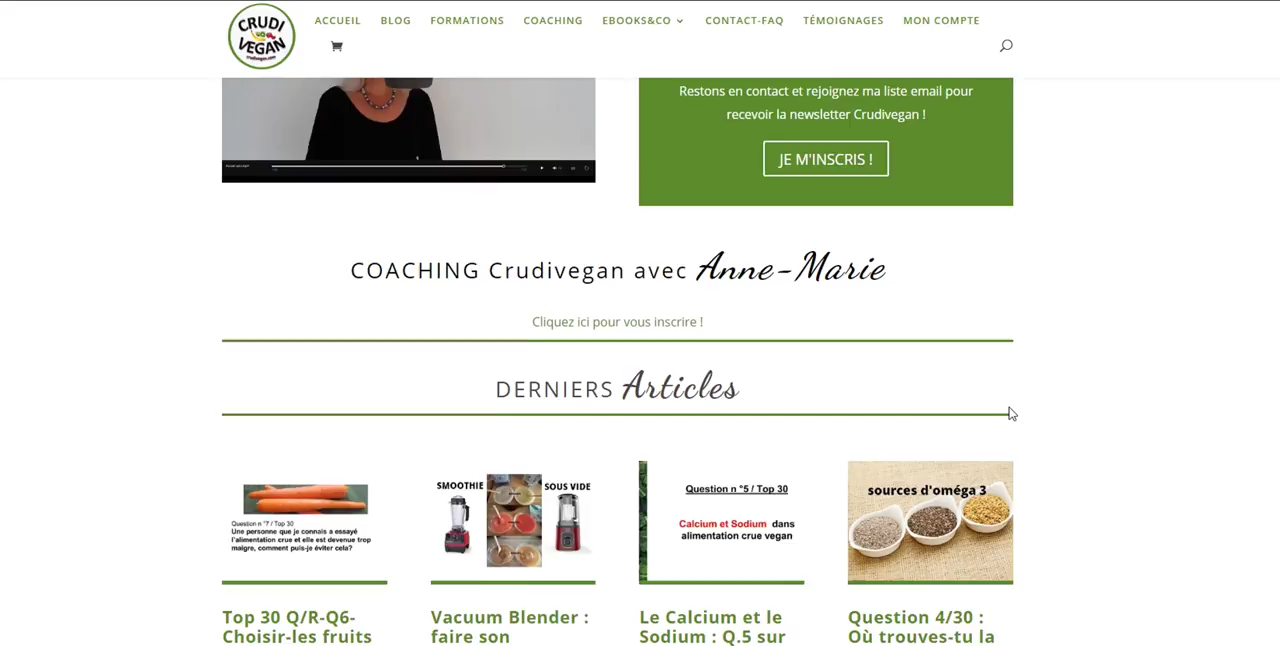 CRUDI
VEGAN
crudivegan.com
ACCUEIL BLOG FORMATIONS COACHING EBOOKS&CO CONTACT-FAQ TÉMOIGNAGES MON COMPTE
Restons en contact et rejoignez ma liste email pour
recevoir la newsletter Crudivegan !
JE M'INSCRIS !
COACHING Crudivegan avec Anne-Marie
Cliquez ici pour vous inscrire !
DERNIERS Articles
Question n °7 / Top 30
Une personne que je connais a essayé
l'alimentation crue et elle est devenue trop
maigre, comment puis-je éviter cela?
SMOOTHIE SOUS VIDE
Question n °5 / Top 30
Calcium et Sodium dans
alimentation crue vegan
sources d'oméga 3
Top 30 Q/R-Q6-
Choisir-les fruits
Vacuum Blender :
faire son
Le Calcium et le
Sodium : Q.5 sur
Question 4/30 :
Où trouves-tu la